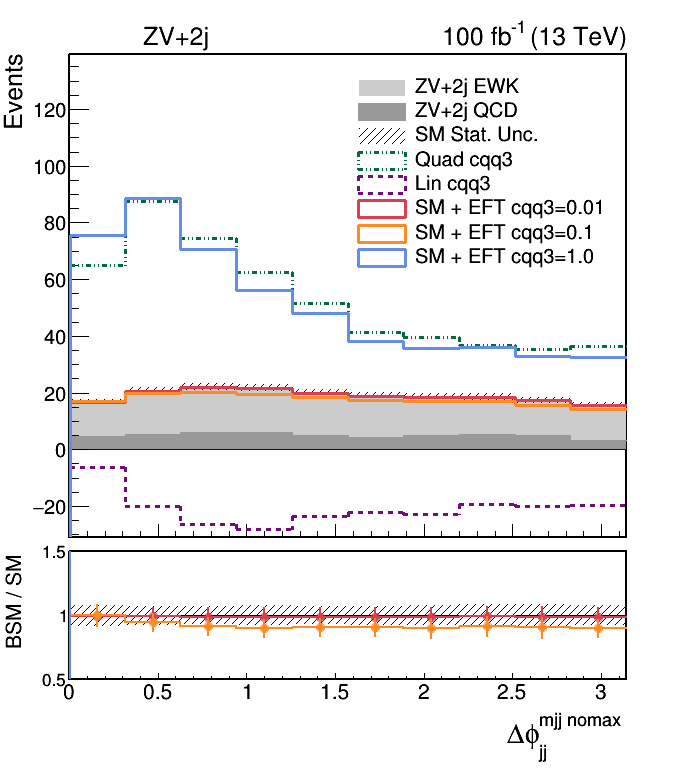 ZV+2j 100 fb⁻¹ (13 TeV)
Events
ZV+2j EWK
ZV+2j QCD
SM Stat. Unc.
Quad cqq3
Lin cqq3
SM + EFT cqq3=0.01
SM + EFT cqq3=0.1
SM + EFT cqq3=1.0
120
100
80
60
40
20
0
−20
BSM / SM
1.5
1
0.5
0 0.5 1 1.5 2 2.5 3
Δϕ_jj^mjj nomax